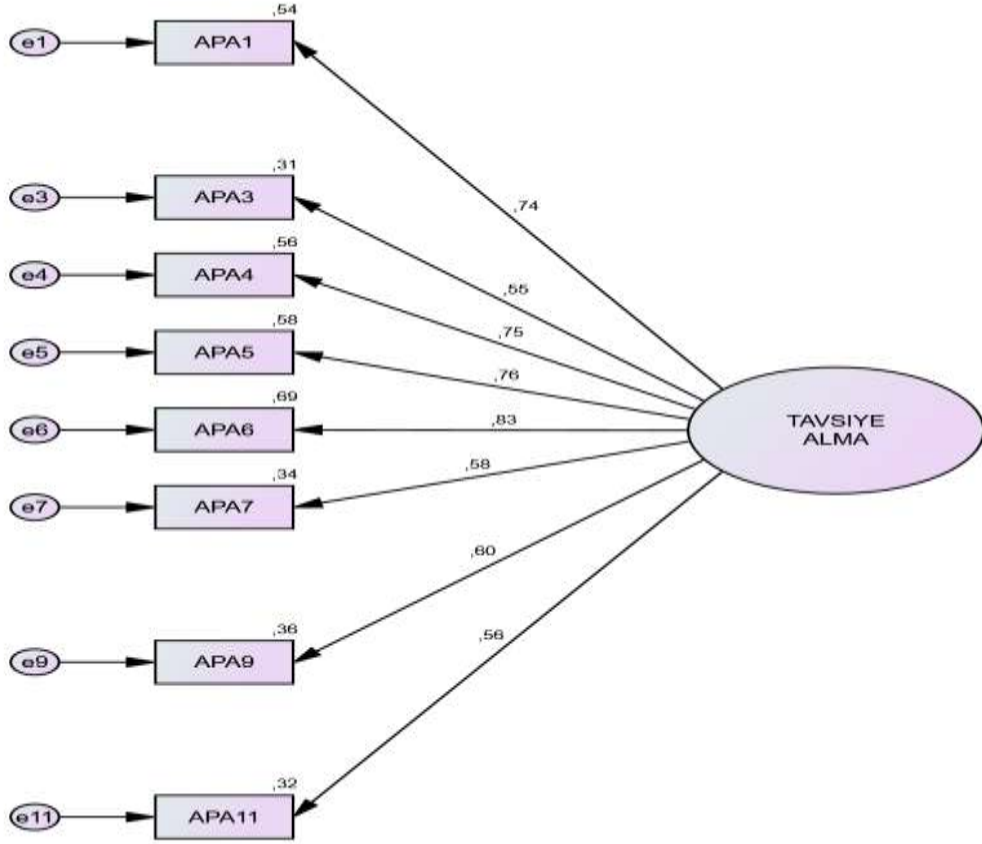 ,54
e1
APA1
,74
,31
e3
APA3
,55
,56
e4
APA4
,75
,58
e5
APA5
,76
,69
e6
APA6
,83
TAVSIYE
ALMA
,34
e7
APA7
,58
,60
,36
e9
APA9
,56
,32
e11
APA11